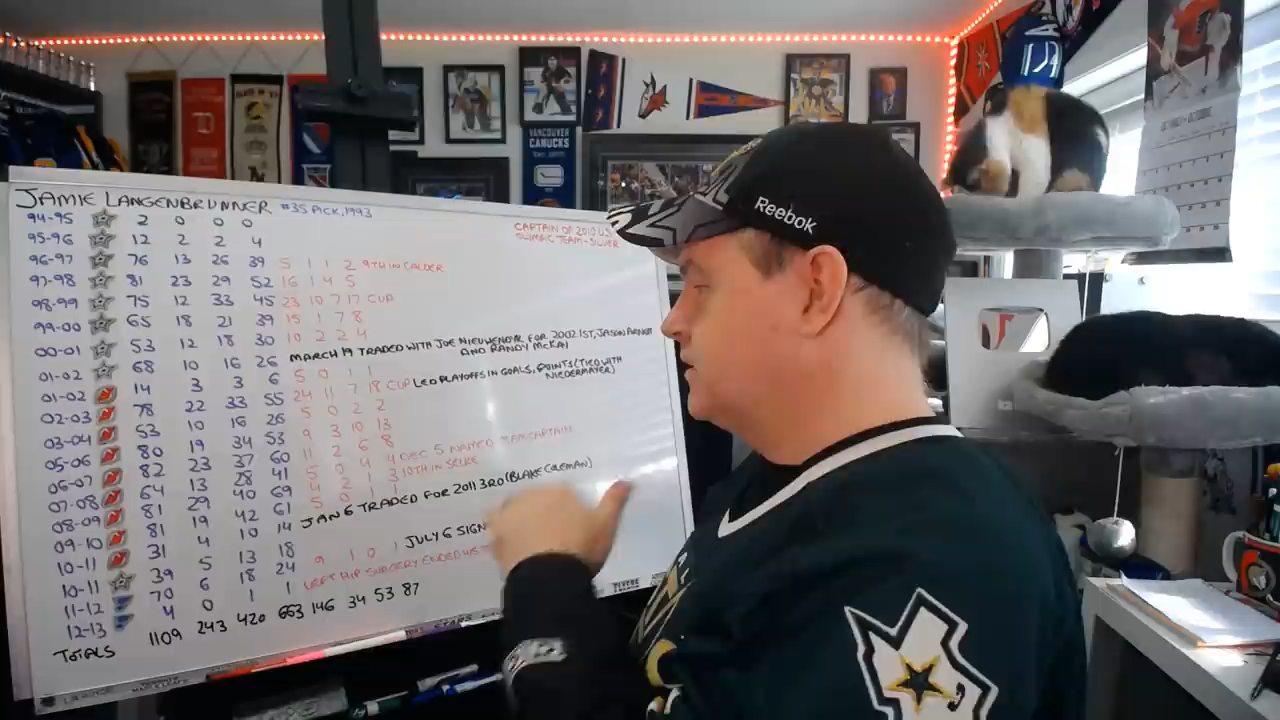 JAMIE LANGENBRUNNER #35 PICK, 1993
CAPTAIN OF 2010 U.S.
OLYMPIC TEAM-SILVER
94-95 2 0 0 0
95-96 12 2 2 4
96-97 76 13 26 39 5 1 1 2 9TH IN CALDER
97-98 81 23 29 52 16 1 4 5
98-99 75 12 33 45 23 10 7 17 CUP
99-00 65 18 21 39 15 1 7 8
00-01 53 12 18 30 10 2 2 4
01-02 68 10 16 26 MARCH 19 TRADED WITH JOE NIEUWENDYK FOR 2002 1ST, JASON ARNOTT
AND RANDY MCKAY
01-02 14 3 3 6 5 0 1 1
02-03 78 22 33 55 24 11 7 18 CUP LED PLAYOFFS IN GOALS, POINTS (TIED WITH
NIEDERMAYER)
03-04 53 10 16 26 5 0 2 2
05-06 80 19 34 53 9 3 10 13
06-07 82 23 37 60 11 2 6 8
07-08 64 13 28 41 5 0 4 4 DEC 5 NAMED CAPTAIN
08-09 81 29 40 69 2 1 3 10TH IN SELKE
09-10 81 19 42 61 5 0 1 1
10-11 31 4 10 14 JAN 6 TRADED FOR 2011 3RD (BLAKE COLEMAN)
10-11 39 5 13 18
11-12 70 6 18 24 9 1 0 1 JULY 6 SIGN
12-13 4 0 1 1 LEFT HIP SURGERY ENDED
TOTALS 1109 243 420 663 146 34 53 87
VANCOUVER
CANUCKS
Reebok
STARS